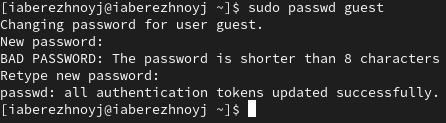 [iaberezhnoyj@iaberezhnoyj ~]$ sudo passwd guest
Changing password for user guest.
New password:
BAD PASSWORD: The password is shorter than 8 characters
Retype new password:
passwd: all authentication tokens updated successfully.
[iaberezhnoyj@iaberezhnoyj ~]$